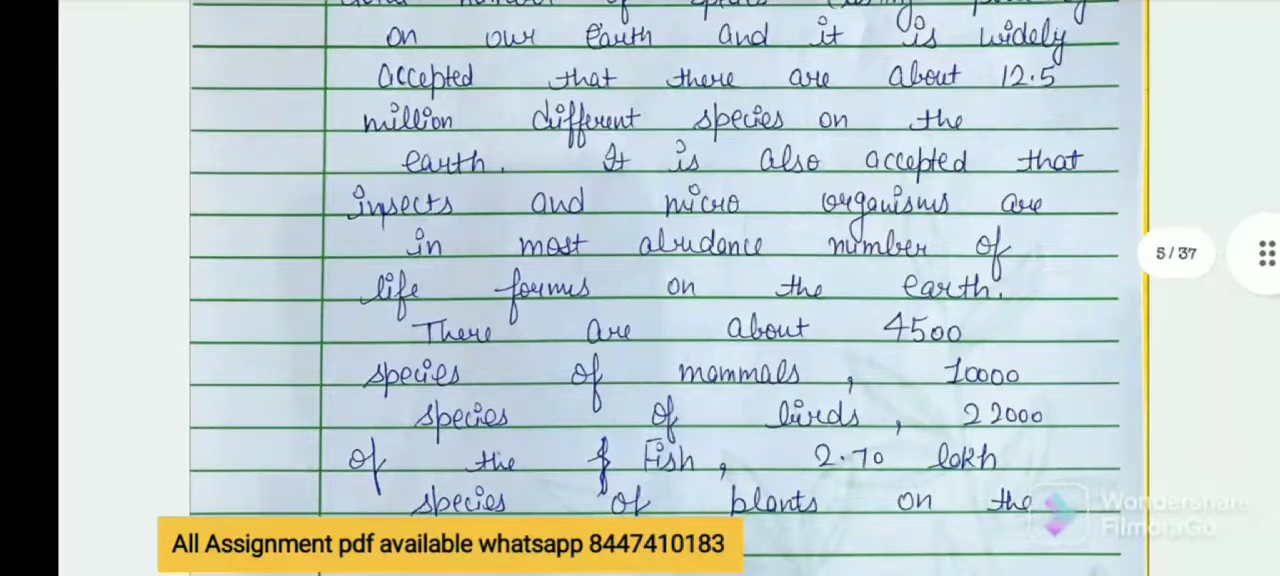 on our earth and it is widely
accepted that there are about 12.5
million different species on the
earth. It is also accepted that
insects and micro organisms are
in most abudance number of
life forms on the earth.
There are about 4500
species of mammals, 10000
species of birds, 22000
of the Fish, 2.70 lakh
species of plants on the
5/37
Wondershare
FilmoraGo
All Assignment pdf available whatsapp 8447410183